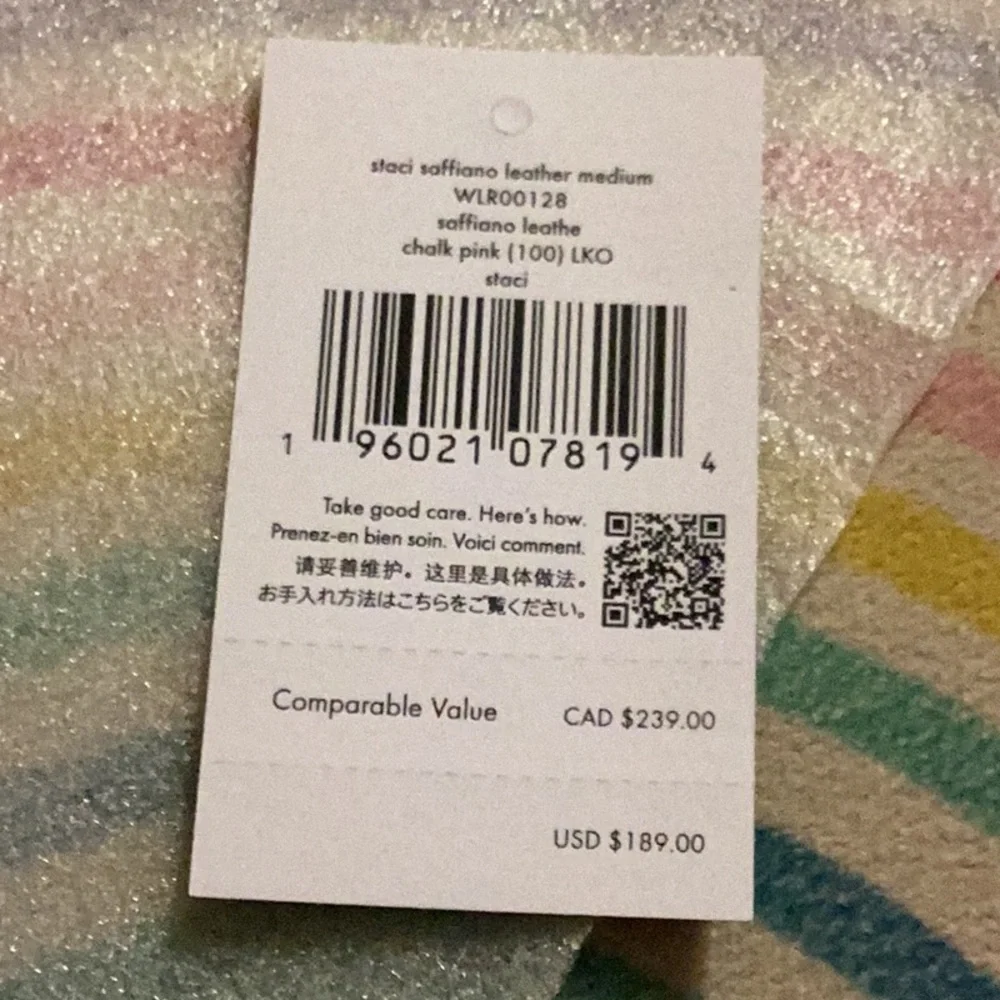 staci saffiano leather medium
WLR00128
saffiano leathe
chalk pink (100) LKO
staci
1 96021 07819 4
Take good care. Here's how.
Prenez-en bien soin. Voici comment.
请妥善维护。这里是具体做法。
お手入れ方法はこちらをご覧ください。
Comparable Value CAD $239.00
USD $189.00